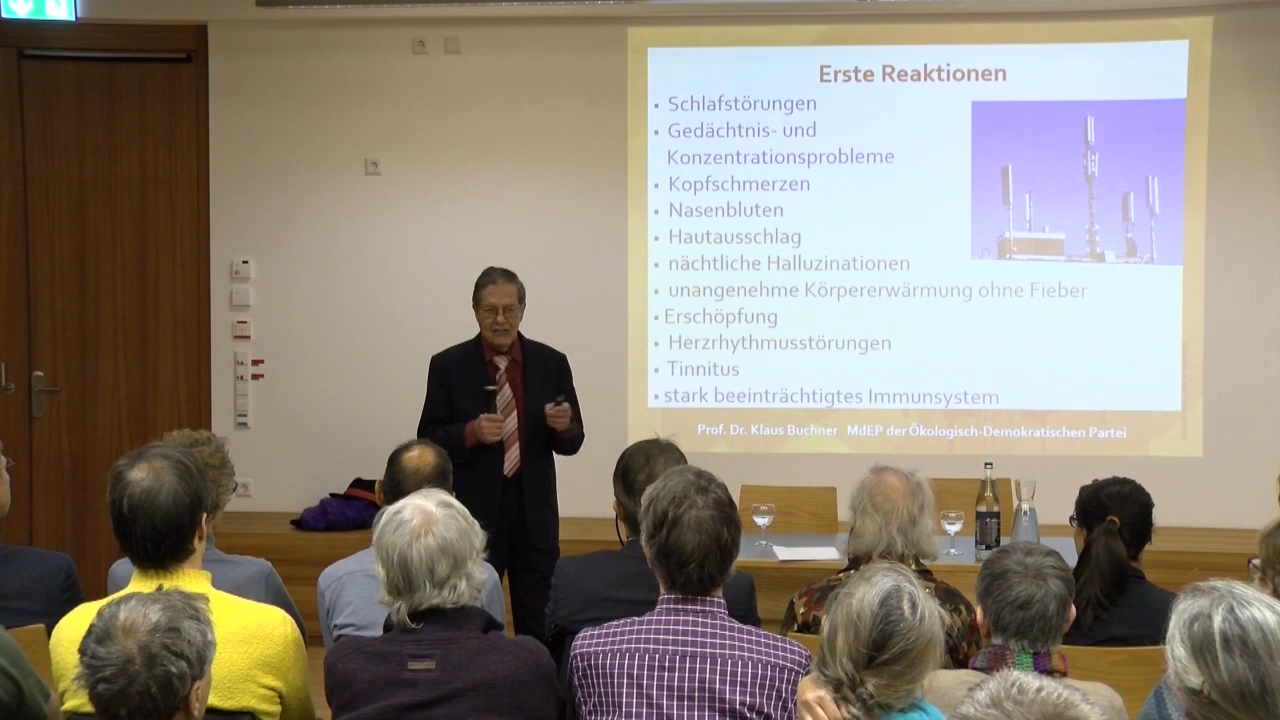 Erste Reaktionen
▪ Schlafstörungen
▪ Gedächtnis- und
Konzentrationsprobleme
▪ Kopfschmerzen
▪ Nasenbluten
▪ Hautausschlag
▪ nächtliche Halluzinationen
▪ unangenehme Körpererwärmung ohne Fieber
▪ Erschöpfung
▪ Herzrhythmusstörungen
▪ Tinnitus
▪ stark beeinträchtigtes Immunsystem
Prof. Dr. Klaus Buchner MdEP der Ökologisch-Demokratischen Partei